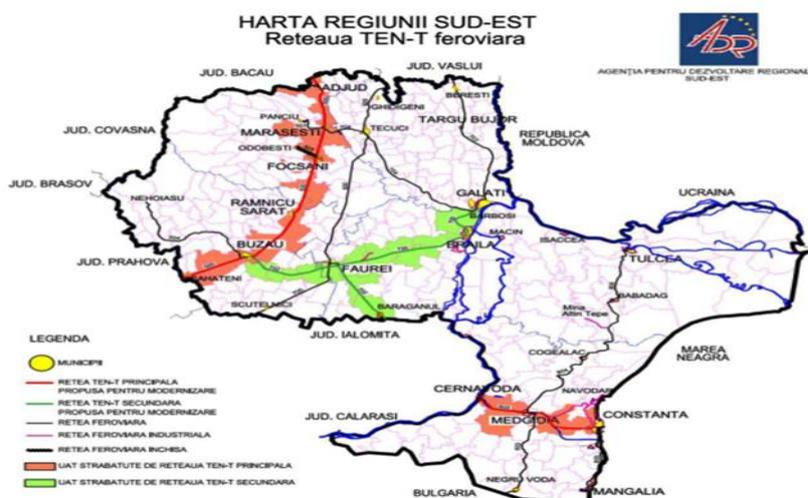 HARTA REGIUNII SUD-EST
Reteaua TEN-T feroviara
ADR
AGENȚIA PENTRU DEZVOLTARE REGIONALĂ
SUD-EST
JUD. BACAU
JUD. VASLUI
ADJUD
GHIDIGENI
BERESTI
PANCIU
TARGU BUJOR
JUD. COVASNA
MARASESTI
TECUCI
REPUBLICA
MOLDOVA
ODOBESTI
FOCSANI
JUD. BRASOV
NEHOIASU
GALATI
UCRAINA
RAMNICU
SARAT
BARBOSI
MACIN
BRAILA
ISACCEA
BUZAU
TULCEA
JUD. PRAHOVA
FAUREI
SCUTELNICI
BARAGANUL
BABADAG
Mina
Altin Tepe
JUD. IALOMITA
MAREA
NEAGRA
COGEALAC
LEGENDA
MUNICIPII
RETEA TEN-T PRINCIPALA
PROPUSA PENTRU MODERNIZARE
RETEA TEN-T SECUNDARA
PROPUSA PENTRU MODERNIZARE
RETEA FEROVIARA
RETEA FEROVIARA INDUSTRIALA
RETEA FEROVIARA INCHISA
UAT STRABATUTE DE RETEAUA TEN-T PRINCIPALA
UAT STRABATUTE DE RETEAUA TEN-T SECUNDARA
CERNAVODA
NAVODARI
JUD. CALARASI
MEDGIDIA
CONSTANTA
NEGRU VODA
BULGARIA
MANGALIA